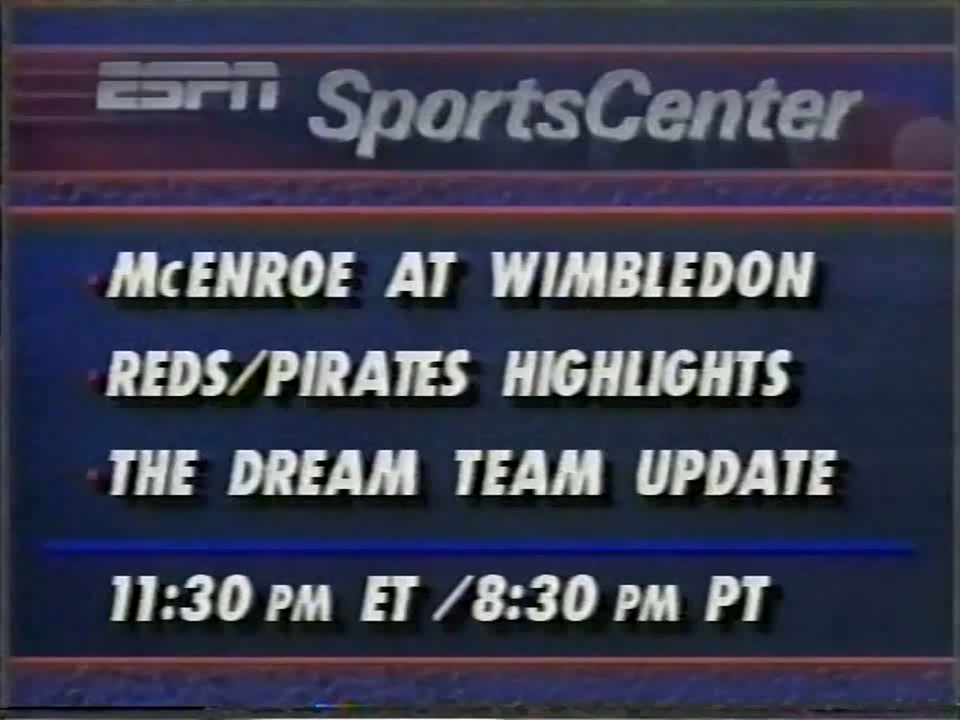 ESPN SportsCenter
McENROE AT WIMBLEDON
REDS/PIRATES HIGHLIGHTS
THE DREAM TEAM UPDATE
11:30 PM ET/8:30 PM PT